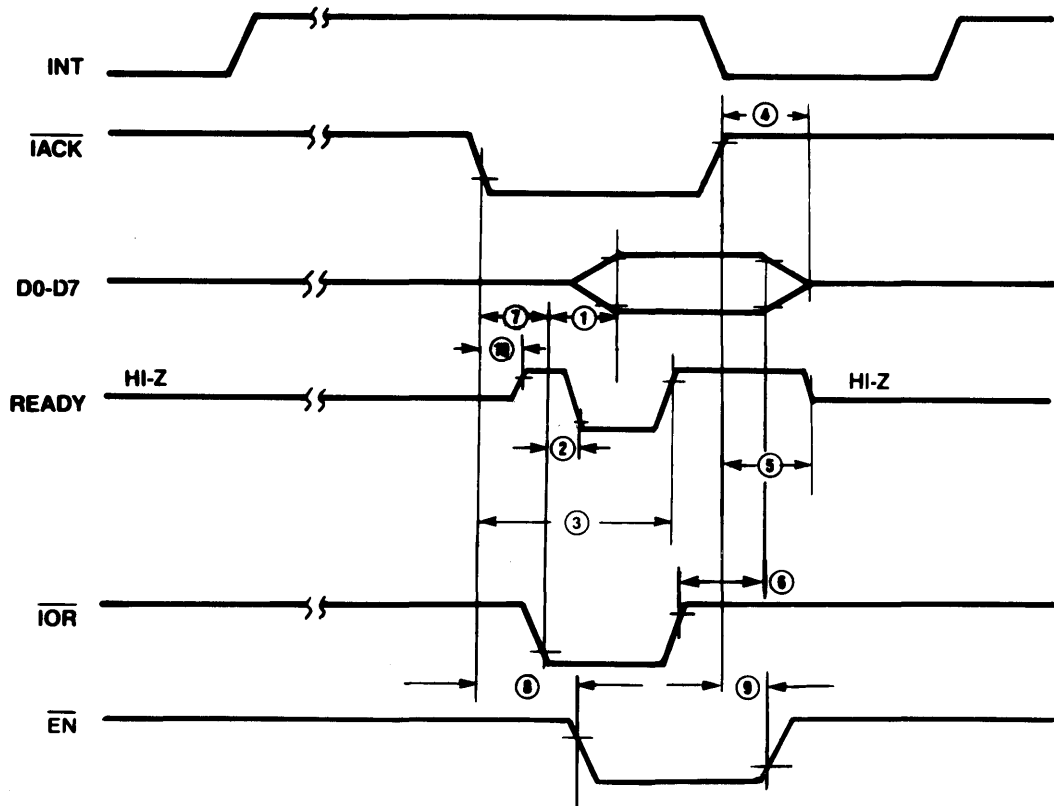 INT
IACK
④
D0-D7
⑦ ①
HI-Z HI-Z
READY
②
⑤
③
⑥
IOR
⑧ ⑨
EN